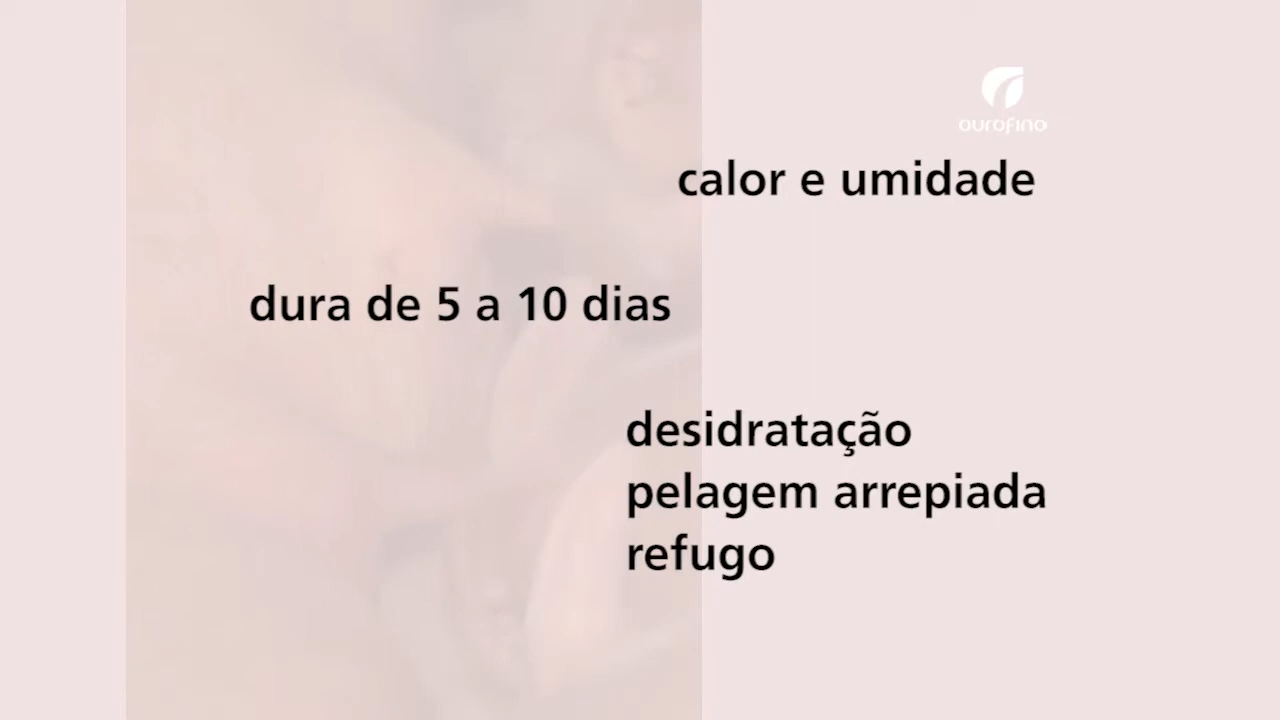 ourofino
calor e umidade
dura de 5 a 10 dias
desidratação
pelagem arrepiada
refugo